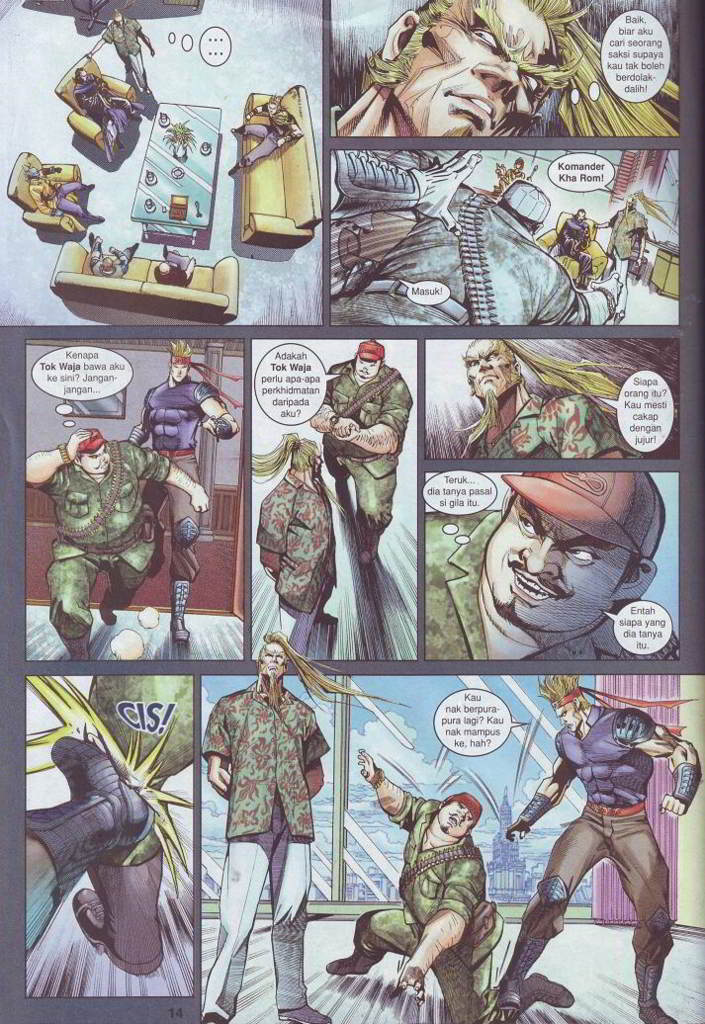 ...
...
Baik,
biar aku
cari seorang
saksi supaya
kau tak boleh
berdolak-
dalih!
Komander
Kha Rom!
Masuk!
Kenapa
Tok Waja bawa aku
ke sini? Jangan-
jangan...
Adakah
Tok Waja
perlu apa-apa
perkhidmatan
daripada
aku?
Siapa
orang itu?
Kau mesti
cakap
dengan
jujur!
Teruk...
dia tanya pasal
si gila itu.
Entah
siapa yang
dia tanya
itu.
CIS!
Kau
nak berpura-
pura lagi? Kau
nak mampus
ke, hah?
14